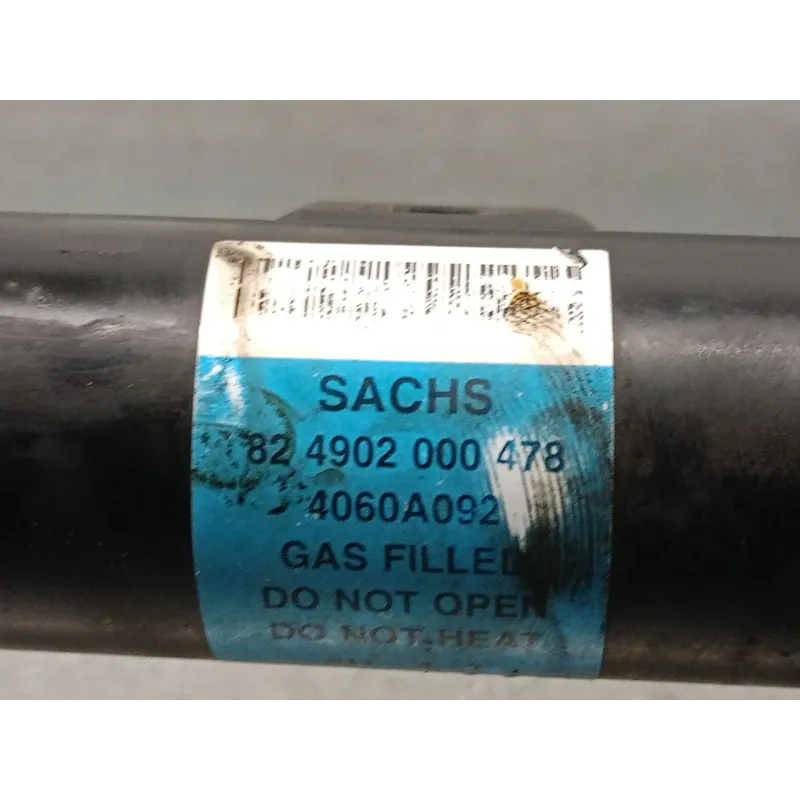 SACHS
82 4902 000 478
4060A092
GAS FILLED
DO NOT OPEN
DO NOT HEAT